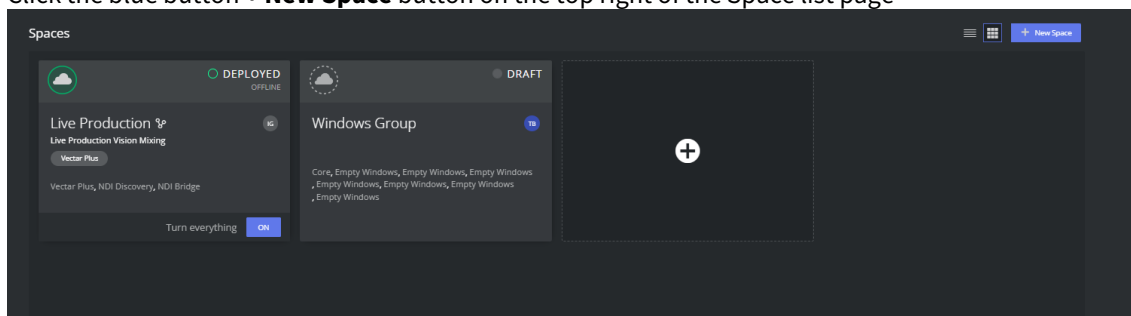 Click the blue button + New Space button on the top right of the Space list page
Spaces
+ New Space
DEPLOYED
OFFLINE
Live Production
IG
Live Production Vision Mixing
Vectar Plus
Vectar Plus, NDI Discovery, NDI Bridge
Turn everything ON
DRAFT
Windows Group
TB
Core, Empty Windows, Empty Windows, Empty Windows
, Empty Windows, Empty Windows, Empty Windows
, Empty Windows